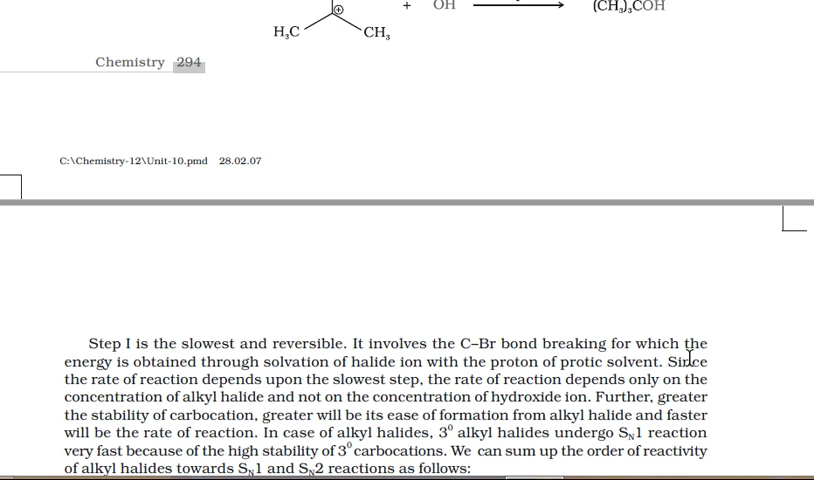 + OH (CH₃)₃COH
⊕
H₃C CH₃
Chemistry 294
C:\Chemistry-12\Unit-10.pmd 28.02.07
Step I is the slowest and reversible. It involves the C–Br bond breaking for which the
energy is obtained through solvation of halide ion with the proton of protic solvent. Since
the rate of reaction depends upon the slowest step, the rate of reaction depends only on the
concentration of alkyl halide and not on the concentration of hydroxide ion. Further, greater
the stability of carbocation, greater will be its ease of formation from alkyl halide and faster
will be the rate of reaction. In case of alkyl halides, 3⁰ alkyl halides undergo S_N1 reaction
very fast because of the high stability of 3⁰ carbocations. We can sum up the order of reactivity
of alkyl halides towards S_N1 and S_N2 reactions as follows: